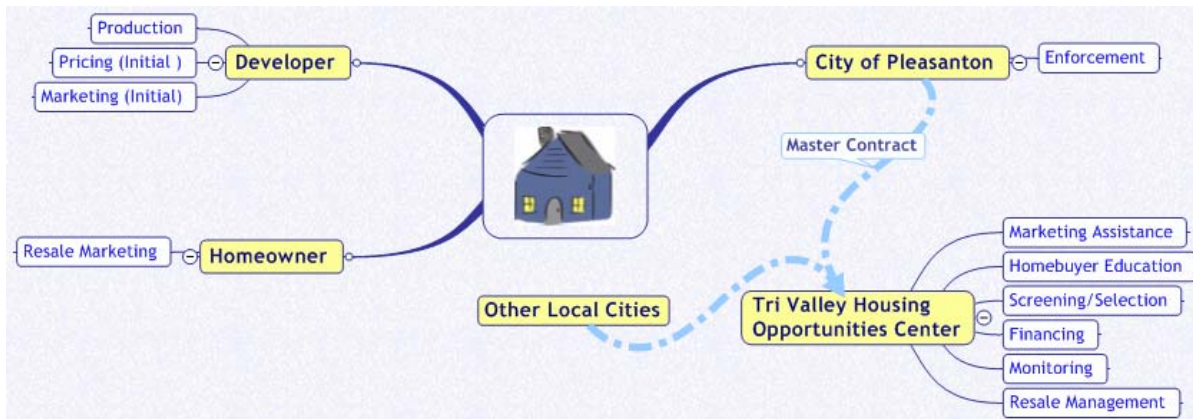 Production
Pricing (Initial )
Marketing (Initial)
Developer
City of Pleasanton
Enforcement
Master Contract
Resale Marketing
Homeowner
Other Local Cities
Tri Valley Housing
Opportunities Center
Marketing Assistance
Homebuyer Education
Screening/Selection
Financing
Monitoring
Resale Management